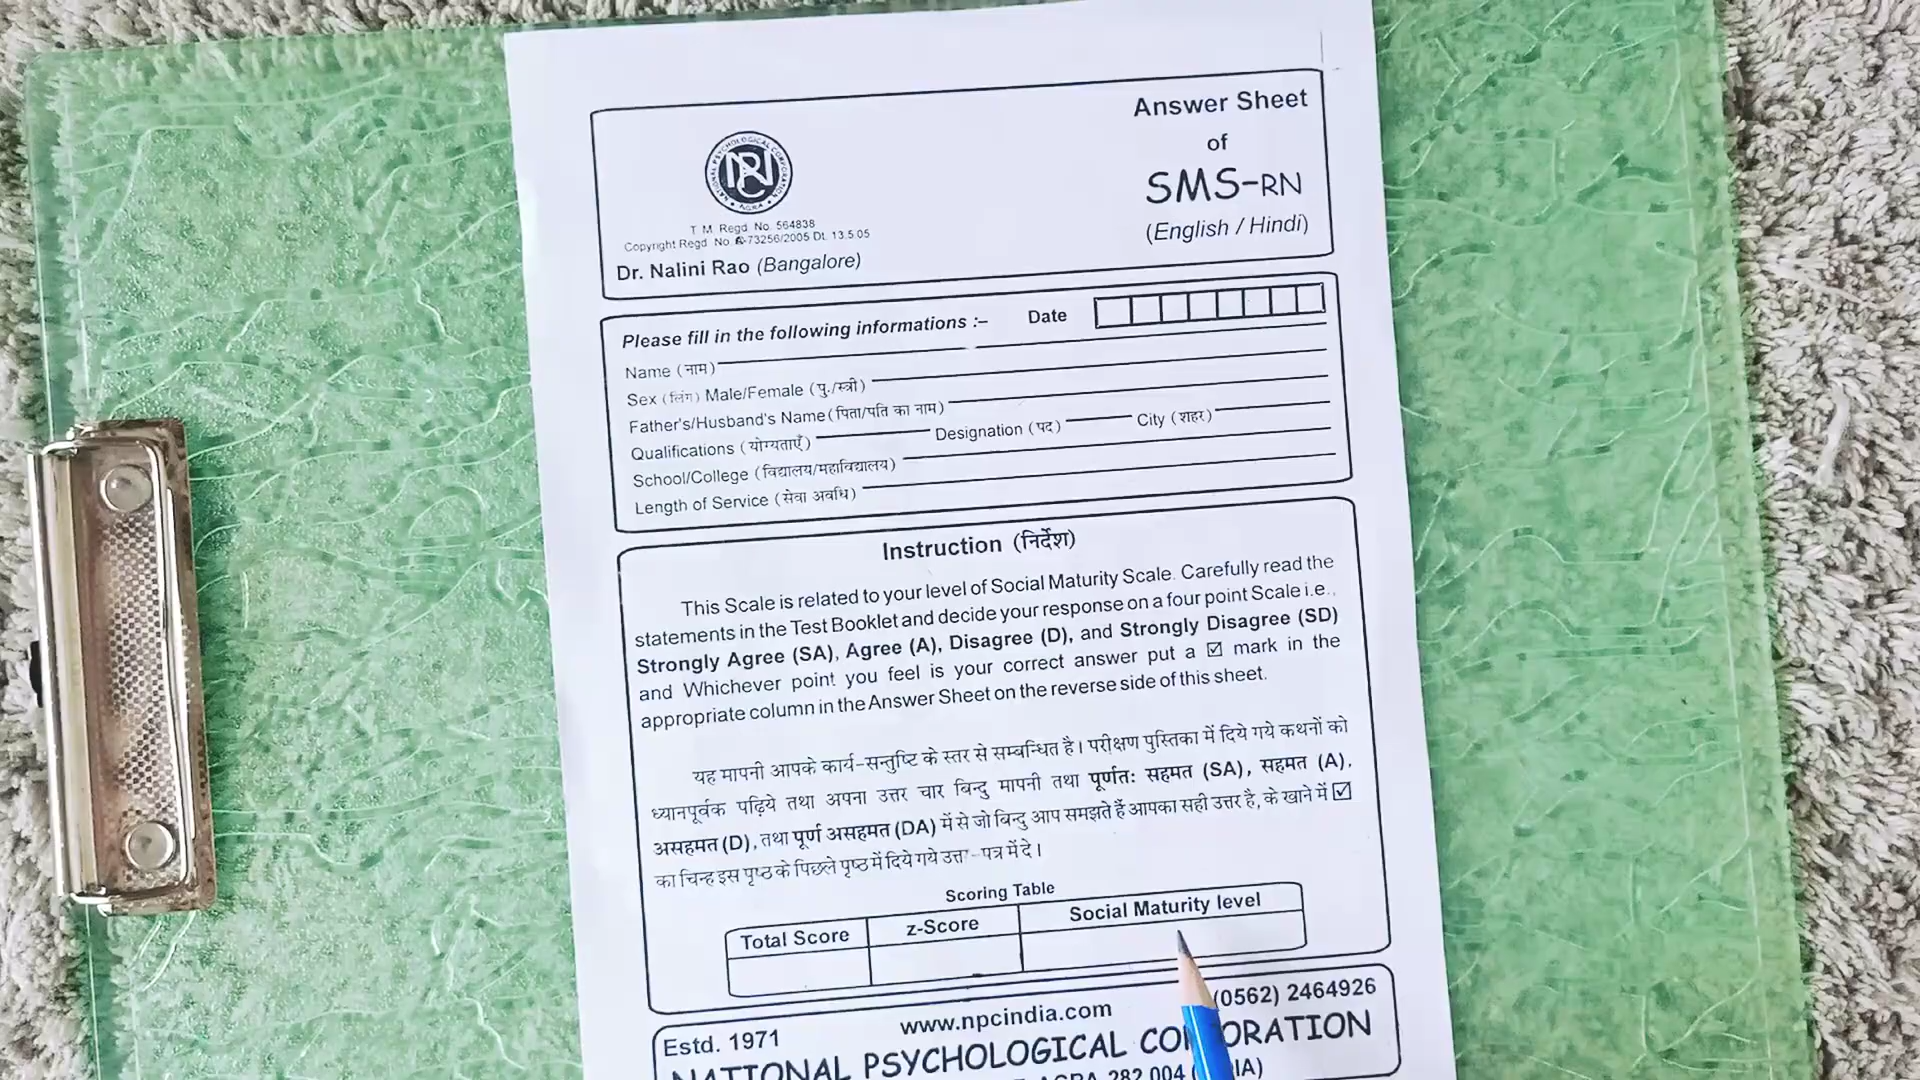 Answer Sheet
of
SMS-RN
(English / Hindi)
NATIONAL PSYCHOLOGICAL CORPORATION
AGRA
T. M. Regd. No. 564838
Copyright Regd. No. A-73256/2005 Dt. 13.5.05
Dr. Nalini Rao (Bangalore)
Please fill in the following informations :– Date
Name (नाम)
Sex (लिंग) Male/Female (पु./स्त्री)
Father's/Husband's Name (पिता/पति का नाम)
Qualifications (योग्यताएँ) Designation (पद) City (शहर)
School/College (विद्यालय/महाविद्यालय)
Length of Service (सेवा अवधि)
Instruction (निर्देश)
This Scale is related to your level of Social Maturity Scale. Carefully read the
statements in the Test Booklet and decide your response on a four point Scale i.e.,
Strongly Agree (SA), Agree (A), Disagree (D), and Strongly Disagree (SD)
and Whichever point you feel is your correct answer put a ☑ mark in the
appropriate column in the Answer Sheet on the reverse side of this sheet.
यह मापनी आपके कार्य-सन्तुष्टि के स्तर से सम्बन्धित है। परीक्षण पुस्तिका में दिये गये कथनों को
ध्यानपूर्वक पढ़िये तथा अपना उत्तर चार बिन्दु मापनी तथा पूर्णतः सहमत (SA), सहमत (A),
असहमत (D), तथा पूर्ण असहमत (DA) में से जो बिन्दु आप समझते हैं आपका सही उत्तर है, के खाने में ☑
का चिन्ह इस पृष्ठ के पिछले पृष्ठ में दिये गये पत्र में दे।
Scoring Table
Total Score z-Score Social Maturity level
Estd. 1971 www.npcindia.com (0562) 2464926
NATIONAL PSYCHOLOGICAL
AGRA 282 004